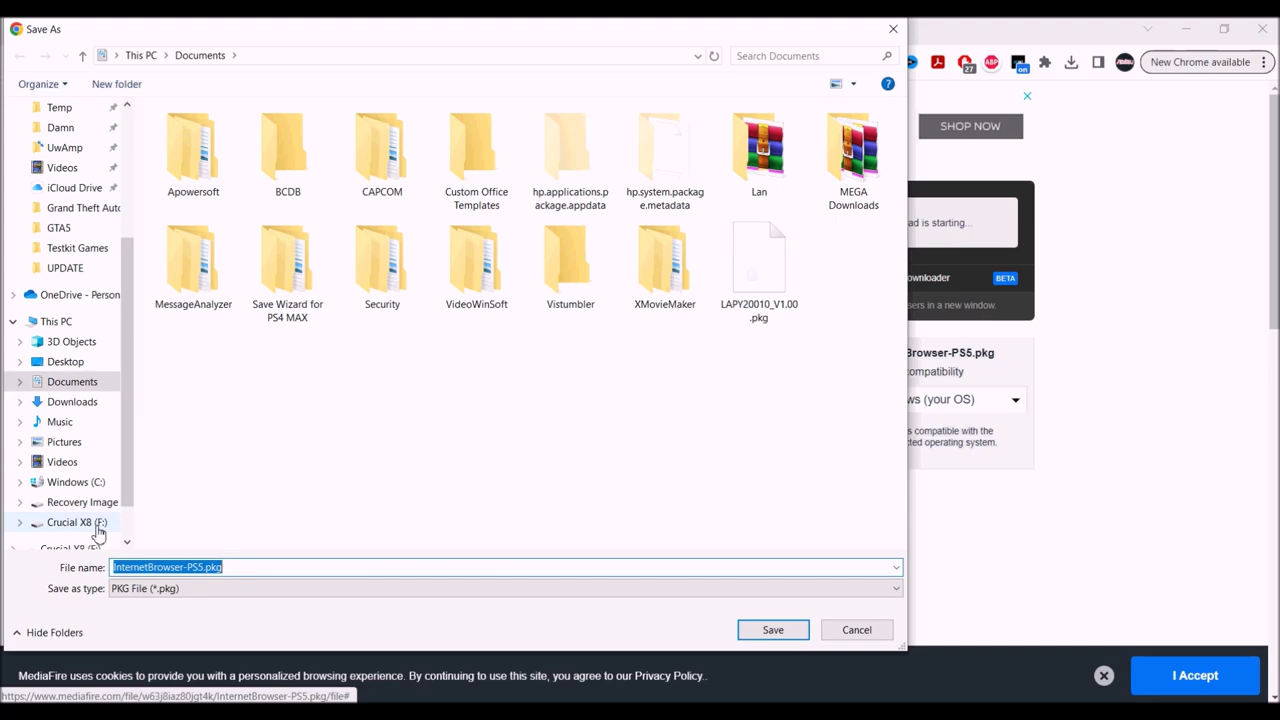 Save As
This PC
Documents
Search Documents
Organize
New folder
Temp
Damn
UwAmp
Videos
iCloud Drive
Grand Theft Auto
GTA5
Testkit Games
UPDATE
OneDrive - Person
This PC
3D Objects
Desktop
Documents
Downloads
Music
Pictures
Videos
Windows (C:)
Recovery Image
Crucial X8 (F:)
Crucial X8 (F:)
Apowersoft
BCDB
CAPCOM
Custom Office
Templates
hp.applications.p
ackage.appdata
hp.system.packag
e.metadata
Lan
MEGA
Downloads
MessageAnalyzer
Save Wizard for
PS4 MAX
Security
VideoWinSoft
Vistumbler
XMovieMaker
LAPY20010_V1.00
.pkg
File name:
InternetBrowser-PS5.pkg
Save as type:
PKG File (*.pkg)
Hide Folders
Save
Cancel
27
ABP
on
New Chrome available
SHOP NOW
ad is starting...
ownloader
BETA
sers in a new window.
Browser-PS5.pkg
ompatibility
ws (your OS)
s compatible with the
cted operating system.
MediaFire uses cookies to provide you with a personalized browsing experience. By continuing to use this site, you agree to our Privacy Policy..
I Accept
https://www.mediafire.com/file/w63j8iaz80jgt4k/InternetBrowser-PS5.pkg/file#